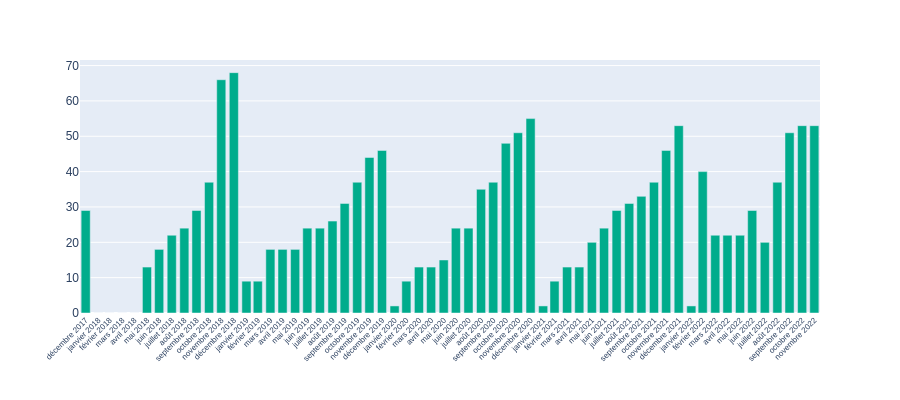 70
60
50
40
30
20
10
0
décembre 2017
janvier 2018
février 2018
mars 2018
avril 2018
mai 2018
juin 2018
juillet 2018
août 2018
septembre 2018
octobre 2018
novembre 2018
décembre 2018
janvier 2019
février 2019
mars 2019
avril 2019
mai 2019
juin 2019
juillet 2019
août 2019
septembre 2019
octobre 2019
novembre 2019
décembre 2019
janvier 2020
février 2020
mars 2020
avril 2020
mai 2020
juin 2020
juillet 2020
août 2020
septembre 2020
octobre 2020
novembre 2020
décembre 2020
janvier 2021
février 2021
mars 2021
avril 2021
mai 2021
juin 2021
juillet 2021
août 2021
septembre 2021
octobre 2021
novembre 2021
décembre 2021
janvier 2022
février 2022
mars 2022
avril 2022
mai 2022
juin 2022
juillet 2022
août 2022
septembre 2022
octobre 2022
novembre 2022